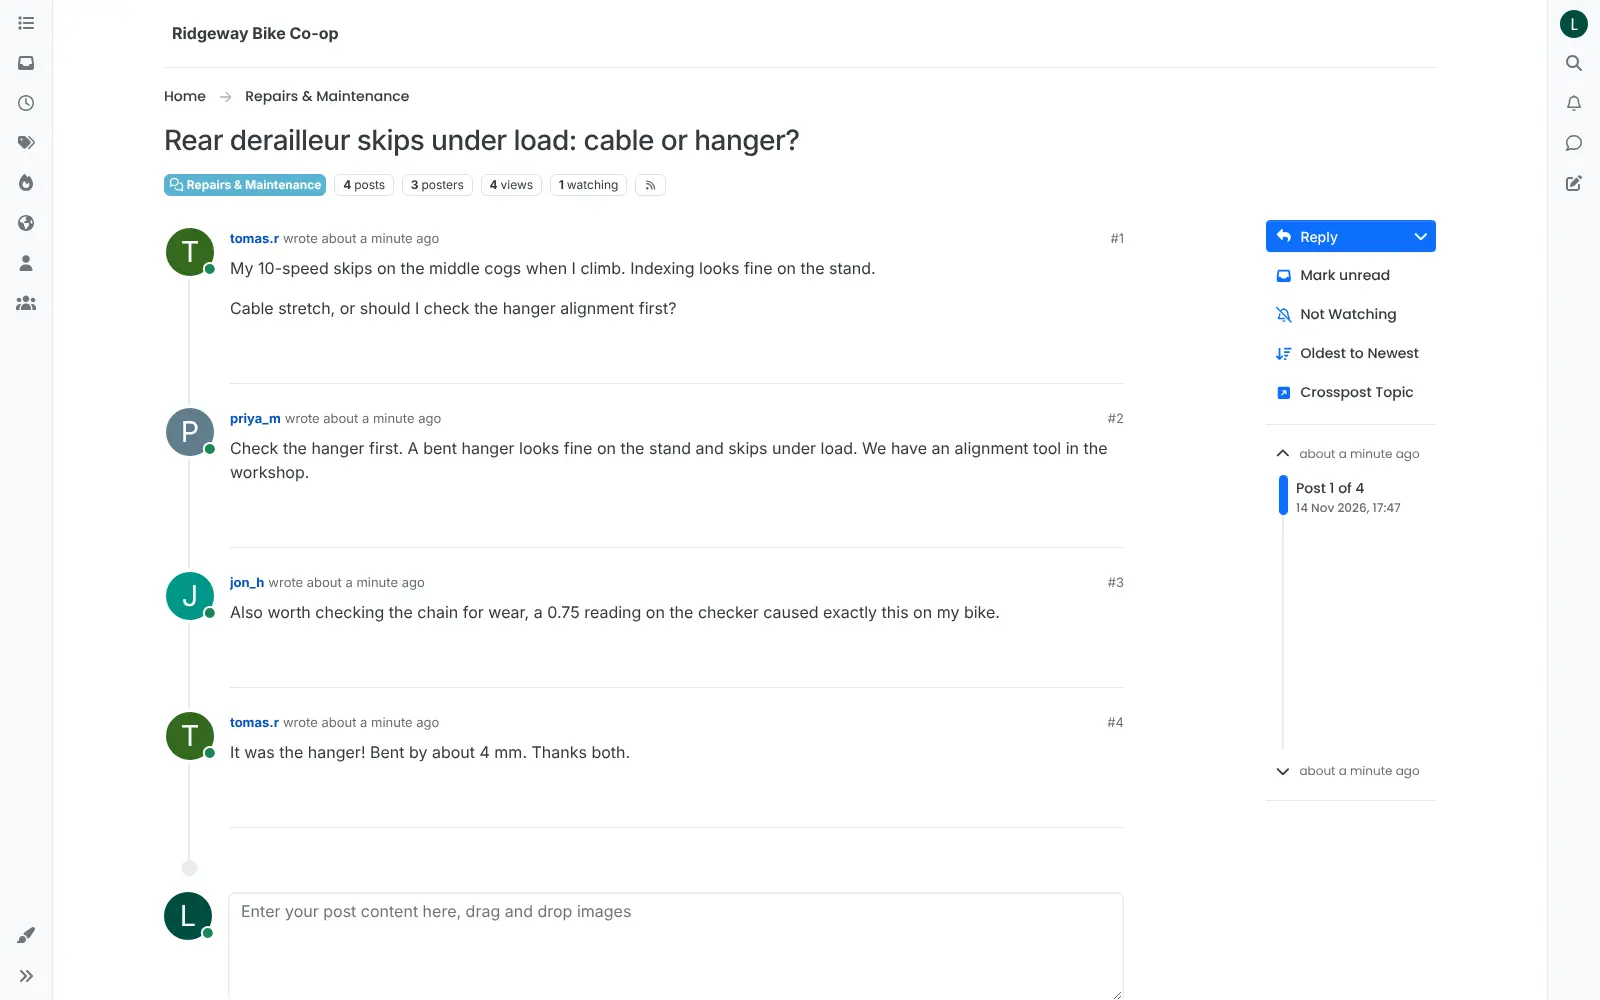 L
Ridgeway Bike Co-op
Home
Repairs & Maintenance
Rear derailleur skips under load: cable or hanger?
Repairs & Maintenance
4 posts
3 posters
4 views
1 watching
T
tomas.r wrote about a minute ago
#1
My 10-speed skips on the middle cogs when I climb. Indexing looks fine on the stand.
Cable stretch, or should I check the hanger alignment first?
P
priya_m wrote about a minute ago
#2
Check the hanger first. A bent hanger looks fine on the stand and skips under load. We have an alignment tool in the
workshop.
J
jon_h wrote about a minute ago
#3
Also worth checking the chain for wear, a 0.75 reading on the checker caused exactly this on my bike.
T
tomas.r wrote about a minute ago
#4
It was the hanger! Bent by about 4 mm. Thanks both.
L
Enter your post content here, drag and drop images
Reply
Mark unread
Not Watching
Oldest to Newest
Crosspost Topic
about a minute ago
Post 1 of 4
14 Nov 2026, 17:47
about a minute ago